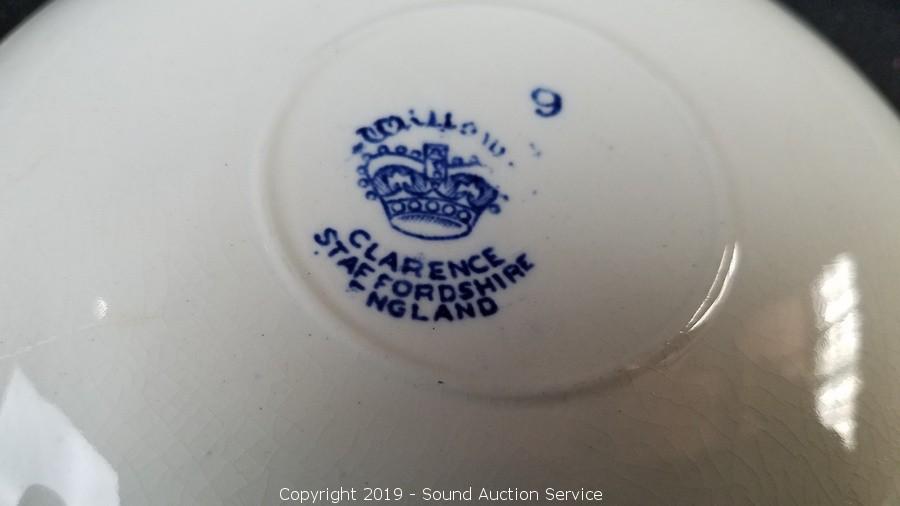 9
Willow
CLARENCE
STAFFORDSHIRE
ENGLAND
Copyright 2019 - Sound Auction Service